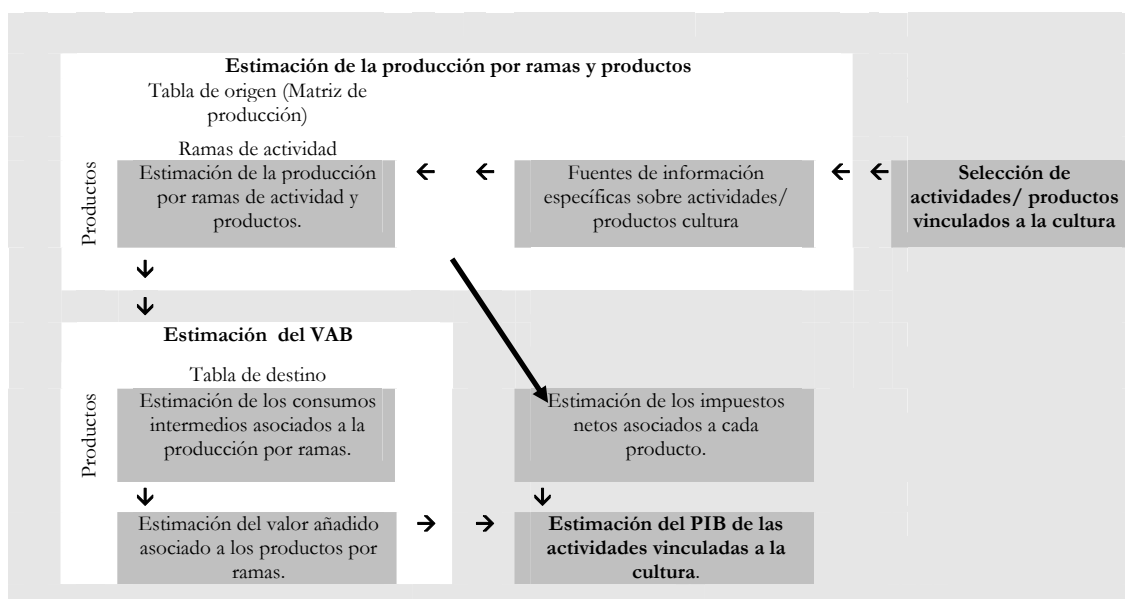 Estimación de la producción por ramas y productos
Tabla de origen (Matriz de
producción)
Ramas de actividad
Productos
Estimación de la producción
por ramas de actividad y
productos.
Fuentes de información
específicas sobre actividades/
productos cultura
Selección de
actividades/ productos
vinculados a la cultura
Estimación del VAB
Tabla de destino
Productos
Estimación de los consumos
intermedios asociados a la
producción por ramas.
Estimación de los impuestos
netos asociados a cada
producto.
Estimación del valor añadido
asociado a los productos por
ramas.
Estimación del PIB de las
actividades vinculadas a la
cultura.